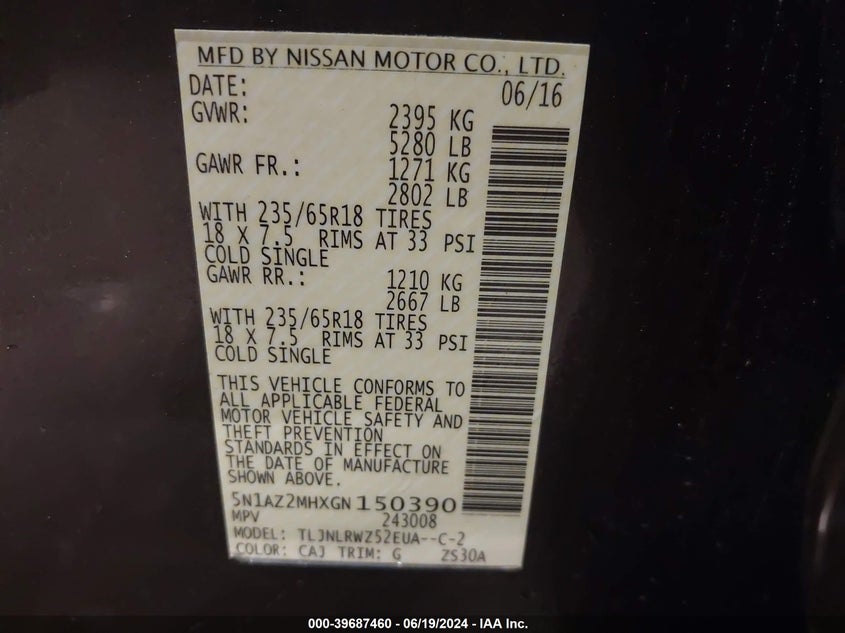 MFD BY NISSAN MOTOR CO., LTD.
DATE: 06/16
GVWR: 2395 KG
5280 LB
GAWR FR.: 1271 KG
2802 LB
WITH 235/65R18 TIRES
18 X 7.5 RIMS AT 33 PSI
COLD SINGLE
GAWR RR.: 1210 KG
2667 LB
WITH 235/65R18 TIRES
18 X 7.5 RIMS AT 33 PSI
COLD SINGLE
THIS VEHICLE CONFORMS TO
ALL APPLICABLE FEDERAL
MOTOR VEHICLE SAFETY AND
THEFT PREVENTION
STANDARDS IN EFFECT ON
THE DATE OF MANUFACTURE
SHOWN ABOVE.
5N1AZ2MHXGN150390
MPV 243008
MODEL: TLJNLRWZ52EUA--C-2
COLOR: CAJ TRIM: G ZS30A
000-39687460 - 06/19/2024 - IAA Inc.